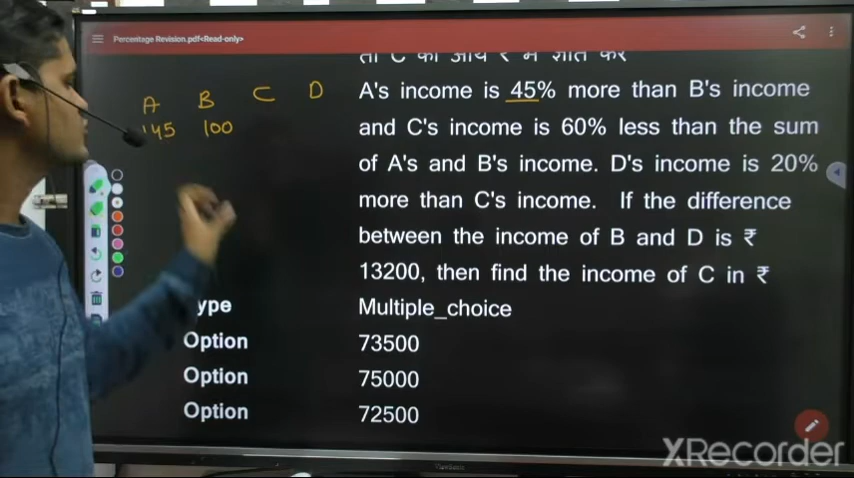 Percentage Revision.pdf<Read-only>
A B C D
145 100
A's income is 45% more than B's income
and C's income is 60% less than the sum
of A's and B's income. D's income is 20%
more than C's income. If the difference
between the income of B and D is ₹
13200, then find the income of C in ₹
ype Multiple_choice
Option 73500
Option 75000
Option 72500
XRecorder